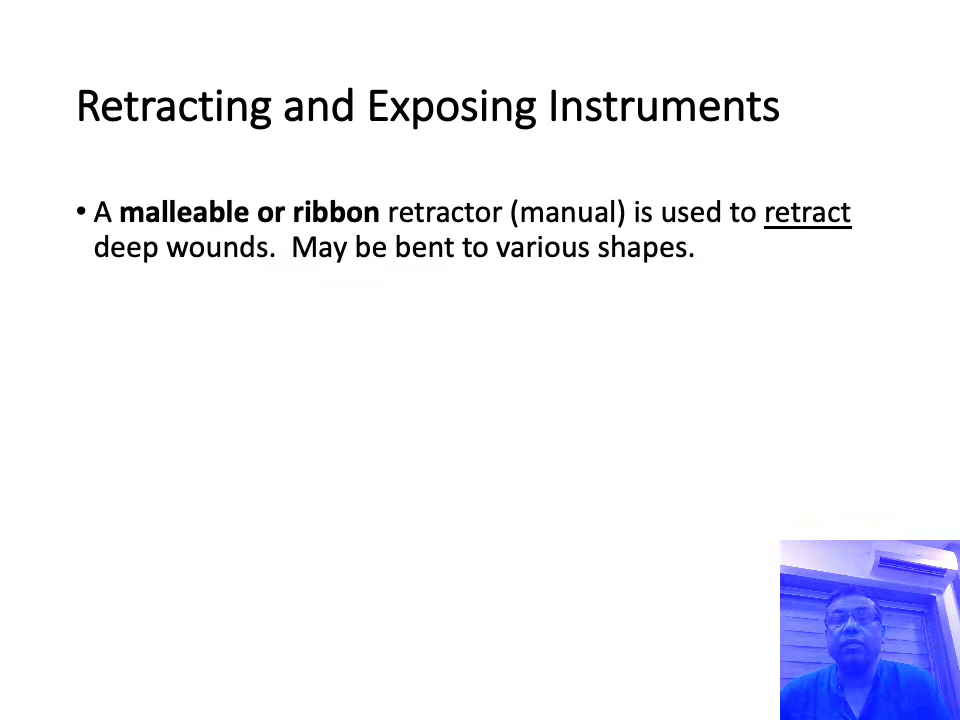 Retracting and Exposing Instruments
• A malleable or ribbon retractor (manual) is used to retract
deep wounds.  May be bent to various shapes.